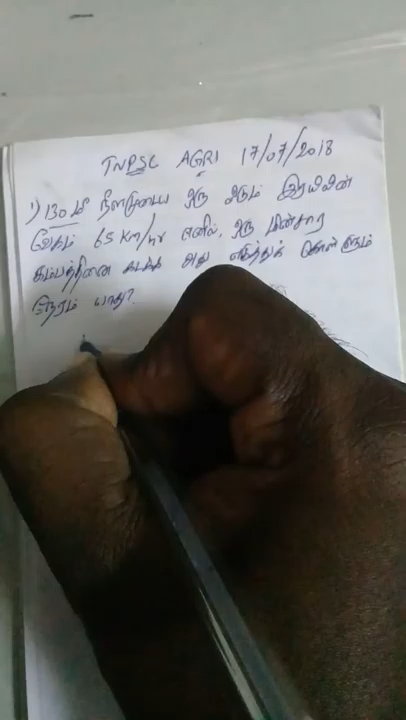 TNPSC AGRI 17/07/2018
1) 130 மீ நீளமுடைய ஒரு ஓடும் இரயிலின்
வேகம் 65 Km/hr எனில், ஒரு மின்சார
கம்பத்தினை கடக்க அது எடுத்துக் கொள்ளும்
நேரம் யாது?